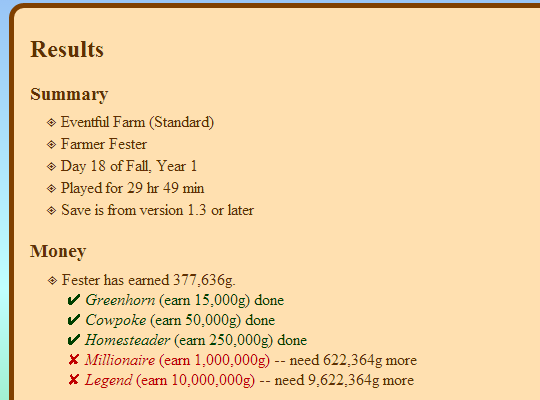 Results
Summary
Eventful Farm (Standard)
Farmer Fester
Day 18 of Fall, Year 1
Played for 29 hr 49 min
Save is from version 1.3 or later
Money
Fester has earned 377,636g.
✔ Greenhorn (earn 15,000g) done
✔ Cowpoke (earn 50,000g) done
✔ Homesteader (earn 250,000g) done
✘ Millionaire (earn 1,000,000g) -- need 622,364g more
✘ Legend (earn 10,000,000g) -- need 9,622,364g more